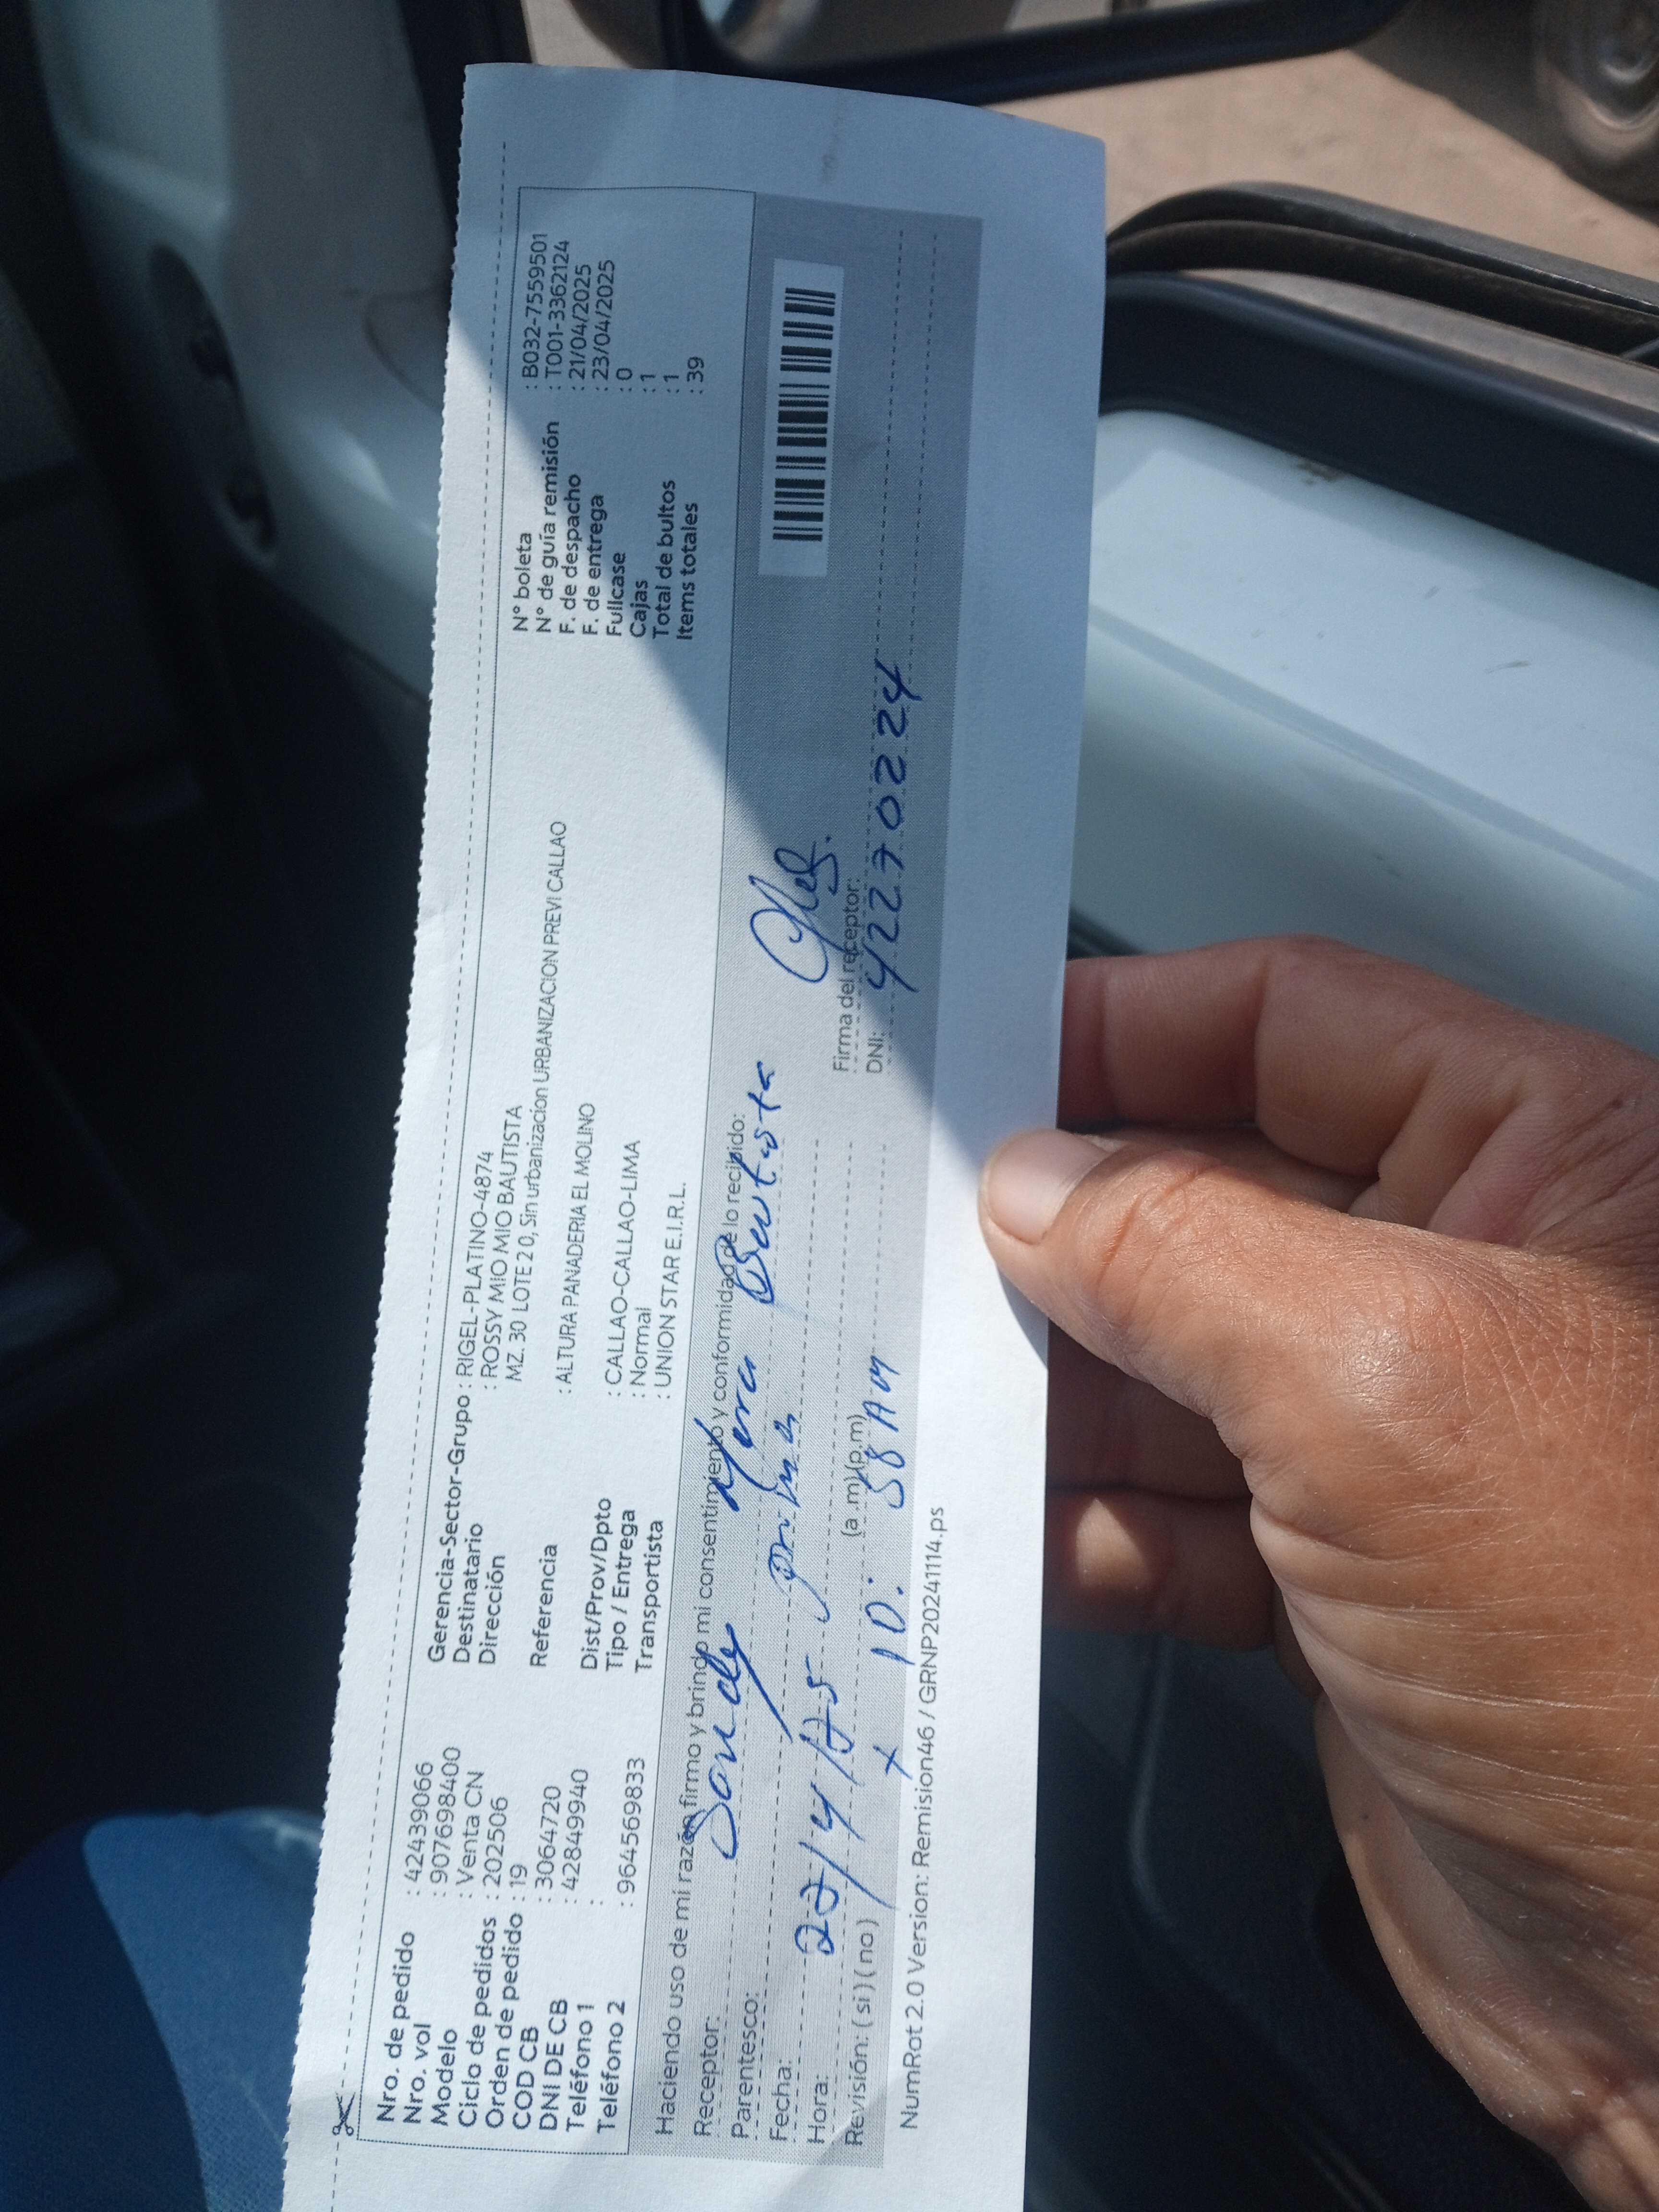 Nro. de pedido : 42439066
Nro. vol : 9076698400
Modelo : Venta CN
Ciclo de pedidos : 202506
Orden de pedido : 19
COD CB : 3064720
DNI DE CB : 42849940
Teléfono 1 :
Teléfono 2 : 964569833
Gerencia-Sector-Grupo : RIGEL-PLATINO-4874
Destinatario : ROSSY MIO MIO BAUTISTA
Dirección MZ. 30 LOTE 2 0, Sin urbanizacion URBANIZACION PREVI CALLAO
Referencia : ALTURA PANADERIA EL MOLINO
Dist/Prov/Dpto : CALLAO-CALLAO-LIMA
Tipo / Entrega : Normal
Transportista : UNION STAR E.I.R.L.
N° boleta : B032-7559501
N° de guía remisión : T001-3362124
F. de despacho : 21/04/2025
F. de entrega : 23/04/2025
Fullcase : 0
Cajas : 1
Total de bultos : 1
Items totales : 39
Haciendo uso de mi razón firmo y brindo mi consentimiento y conformidad de lo recibido:
Receptor: Bautista
Parentesco: prima
Fecha: 22/4/25
Hora: 10:58 AM (a .m) (p.m)
Revisión: ( si ) ( no )
Firma del receptor:
DNI: 42270224
NumRot 2.0 Version: Remision46 / GRNP20241114.ps